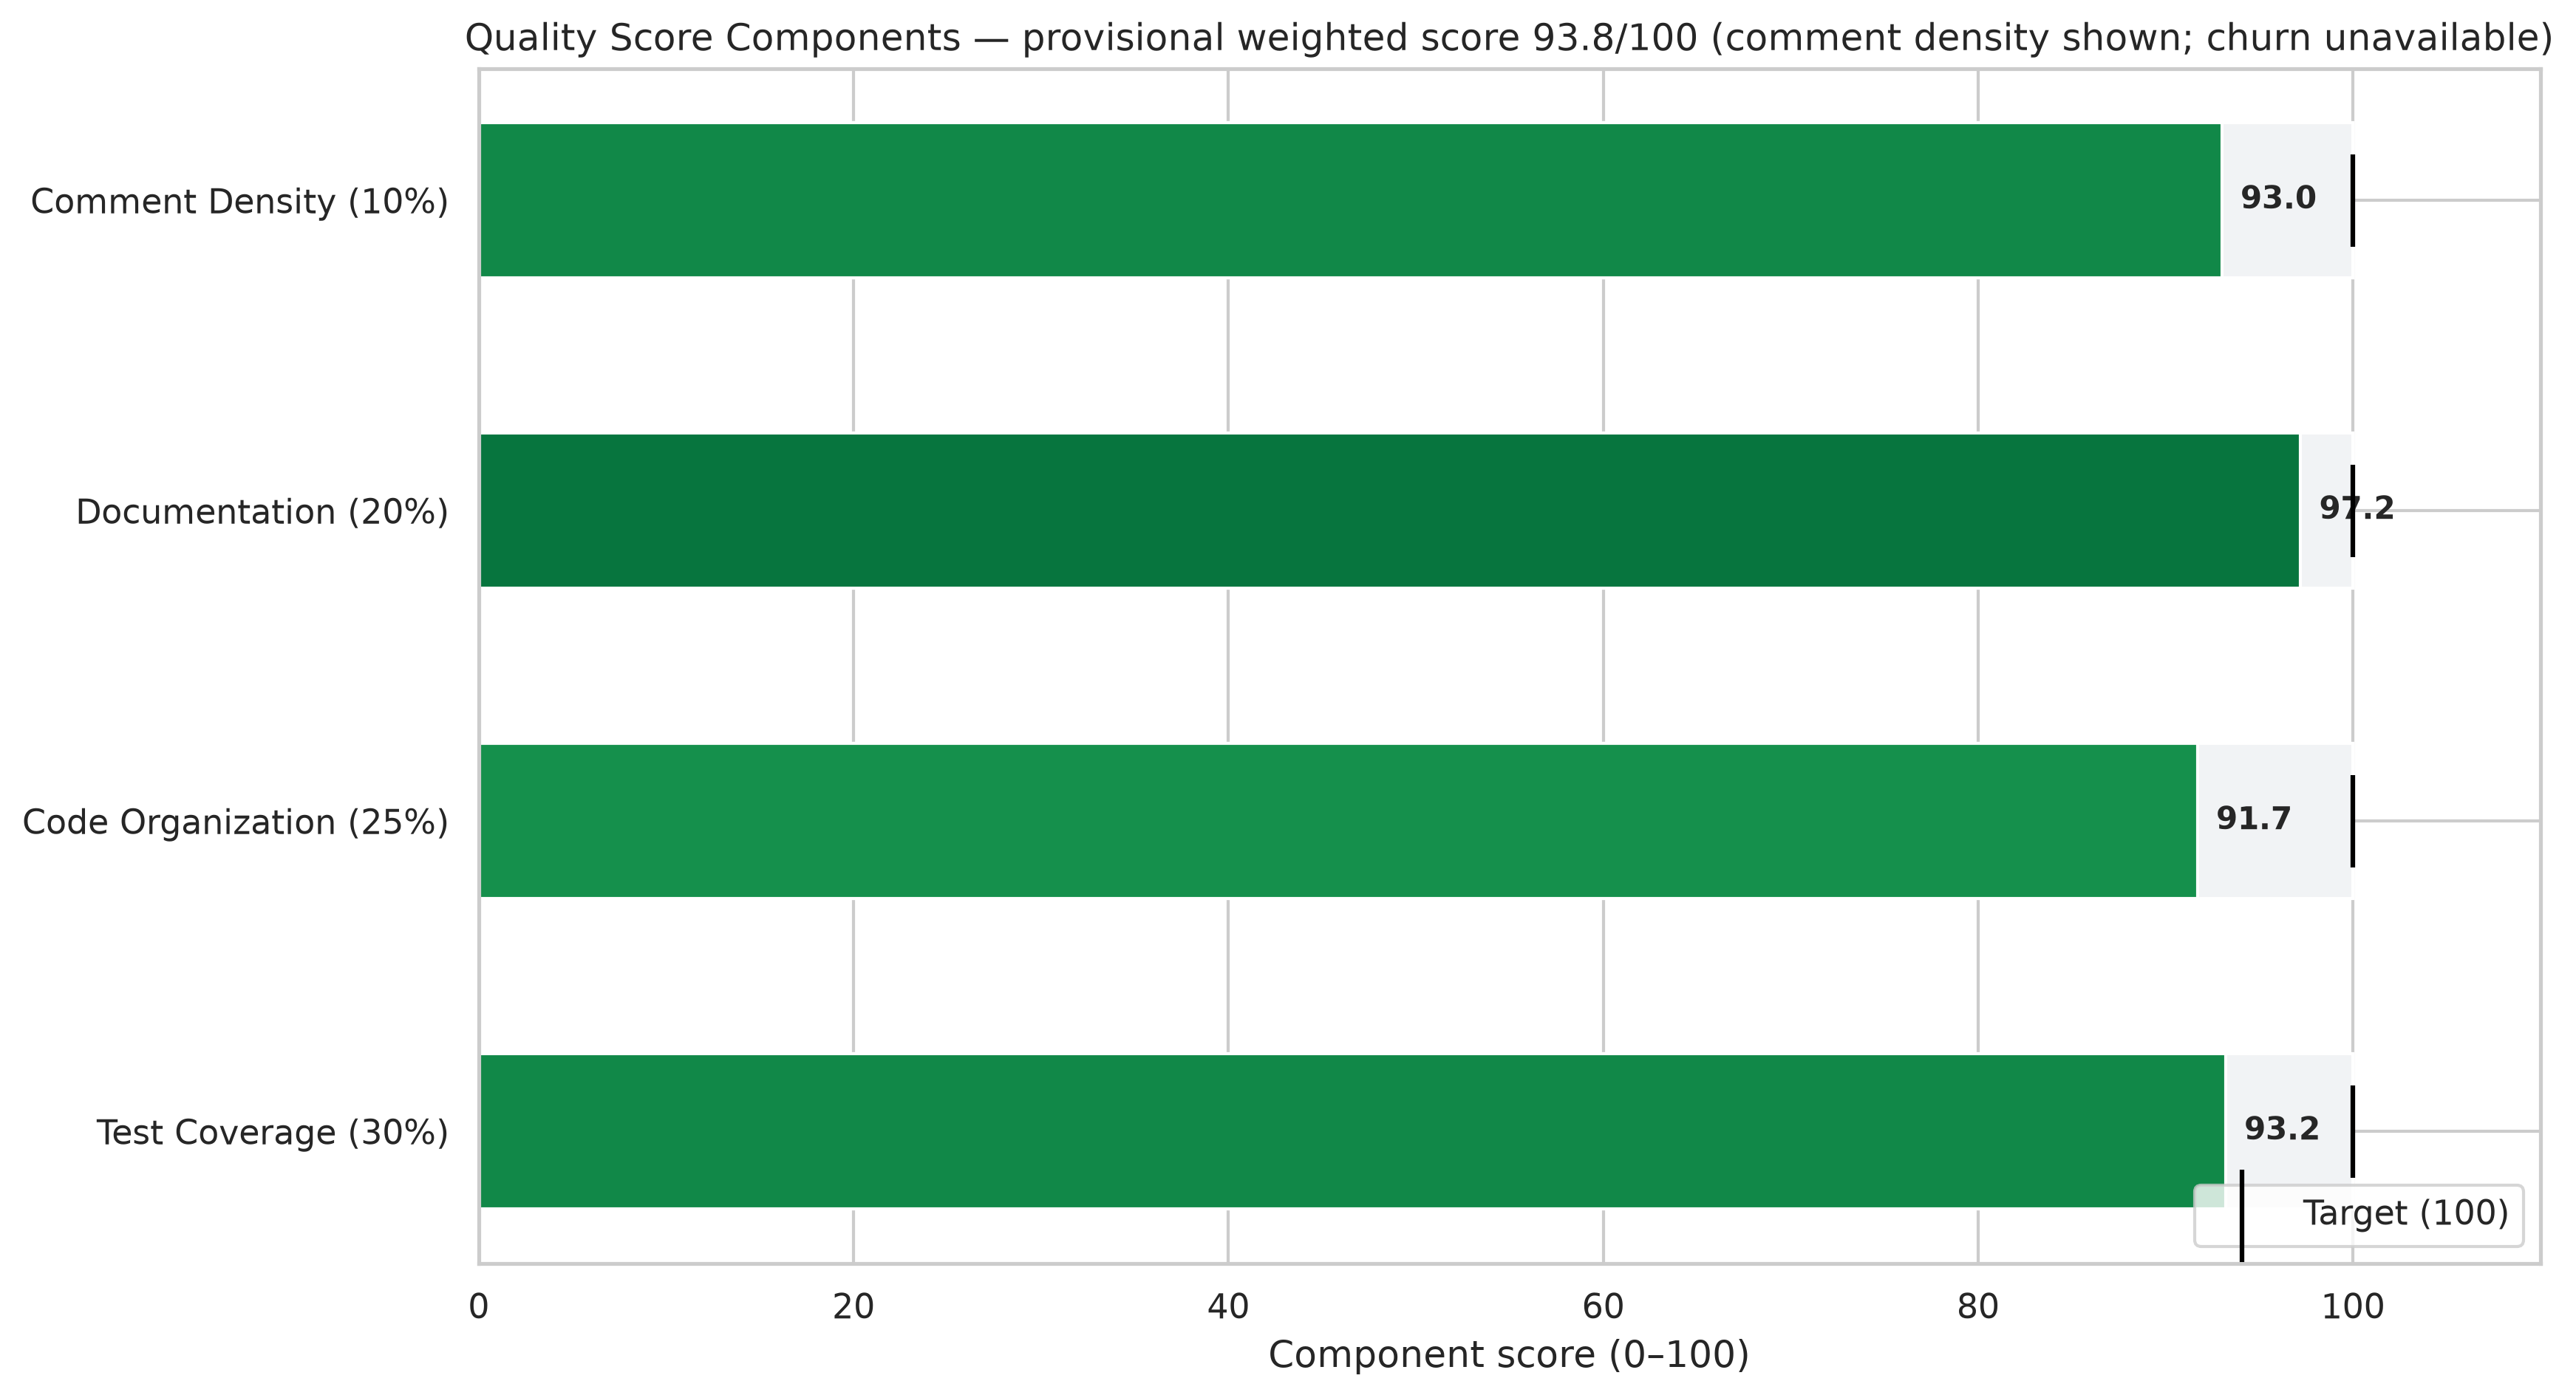 Quality Score Components — provisional weighted score 93.8/100 (comment density shown; churn unavailable)
Comment Density (10%)
93.0
Documentation (20%)
97.2
Code Organization (25%)
91.7
Test Coverage (30%)
93.2
Target (100)
0 20 40 60 80 100
Component score (0–100)